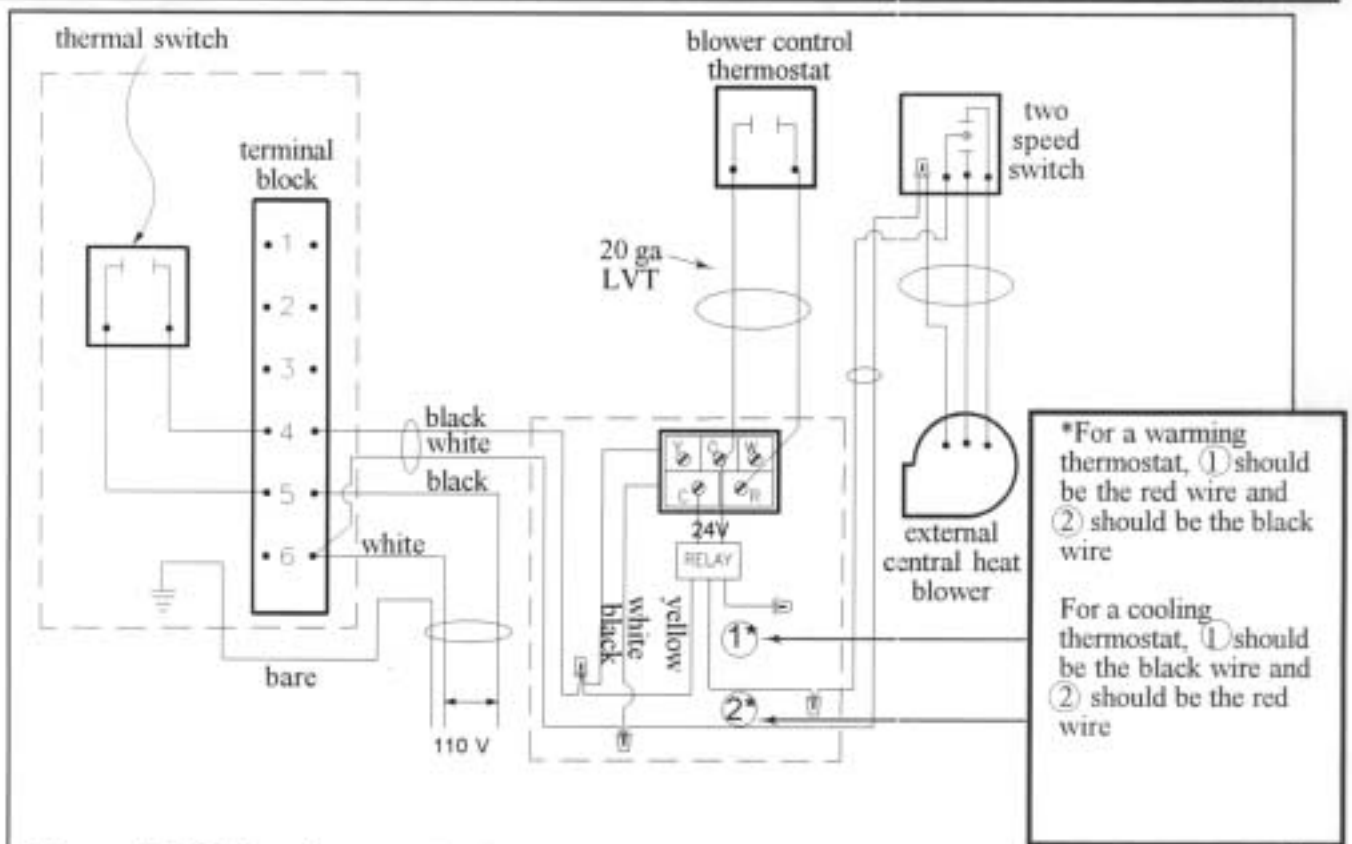 thermal switch
blower control
thermostat
two
speed
switch
terminal
block
1
2
3
4
5
6
20 ga
LVT
black
white
black
white
bare
110 V
Y
G
W
C
R
24V
RELAY
black
white
yellow
1*
2*
external
central heat
blower
*For a warming
thermostat, 1 should
be the red wire and
2 should be the black
wire
For a cooling
thermostat, 1 should
be the black wire and
2 should be the red
wire